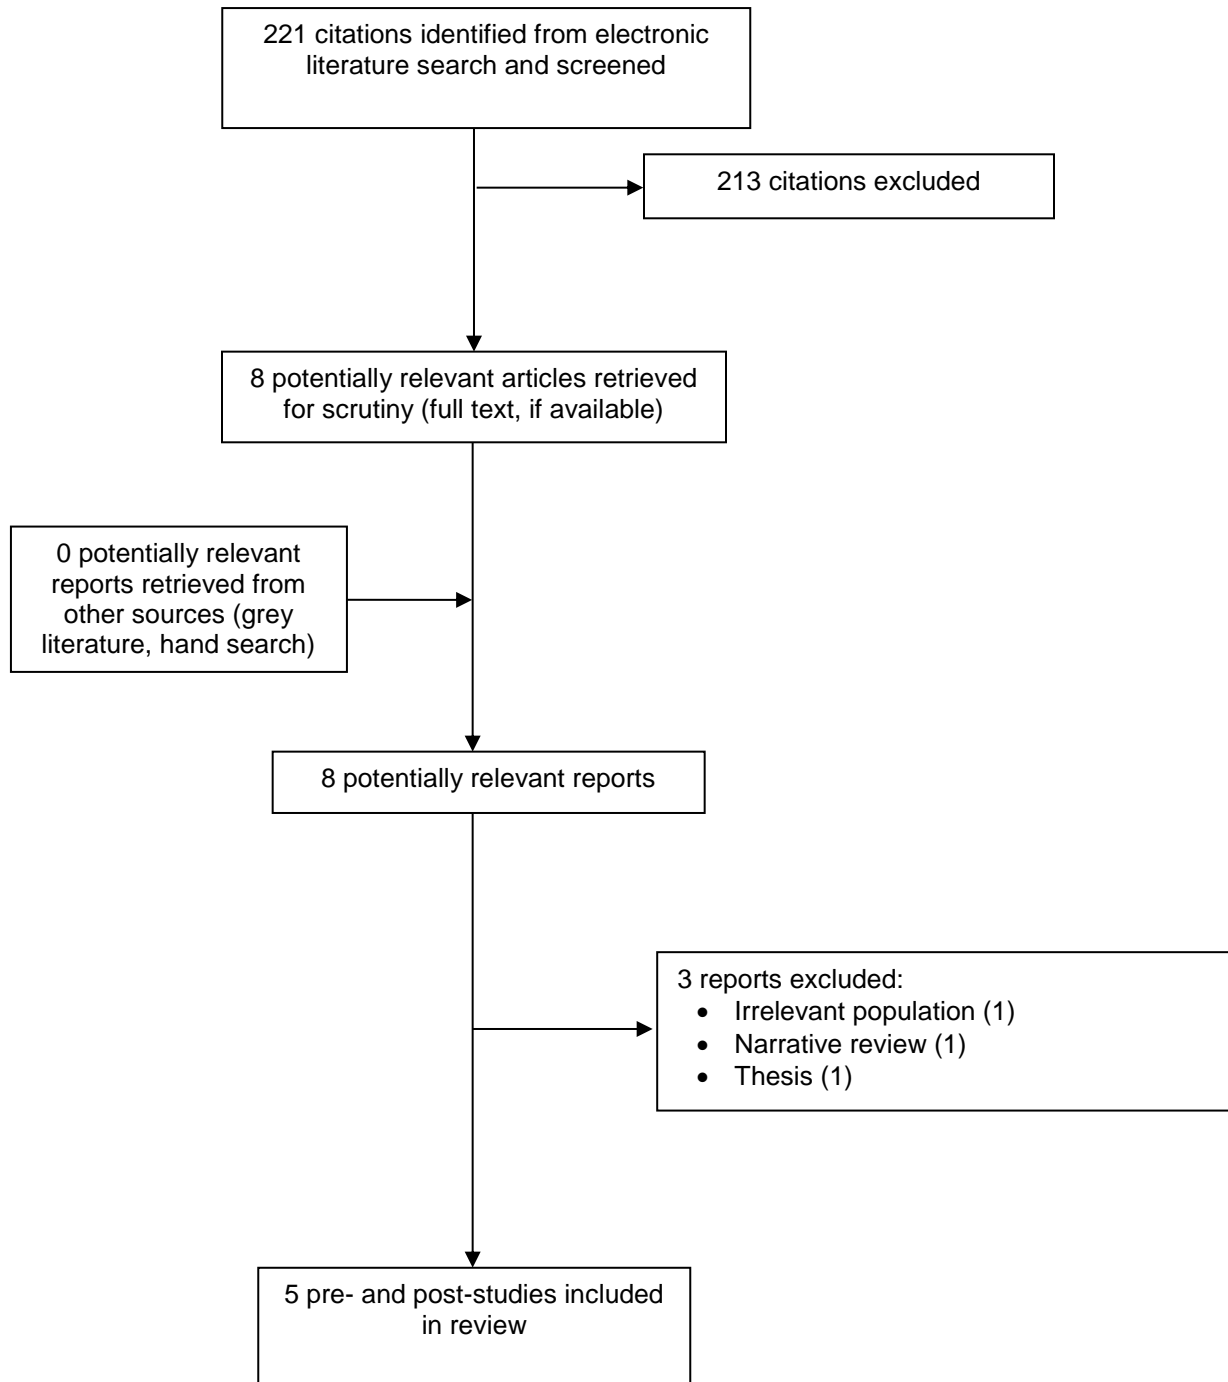 221 citations identified from electronic
literature search and screened
213 citations excluded
8 potentially relevant articles retrieved
for scrutiny (full text, if available)
0 potentially relevant
reports retrieved from
other sources (grey
literature, hand search)
8 potentially relevant reports
3 reports excluded:
• Irrelevant population (1)
• Narrative review (1)
• Thesis (1)
5 pre- and post-studies included
in review